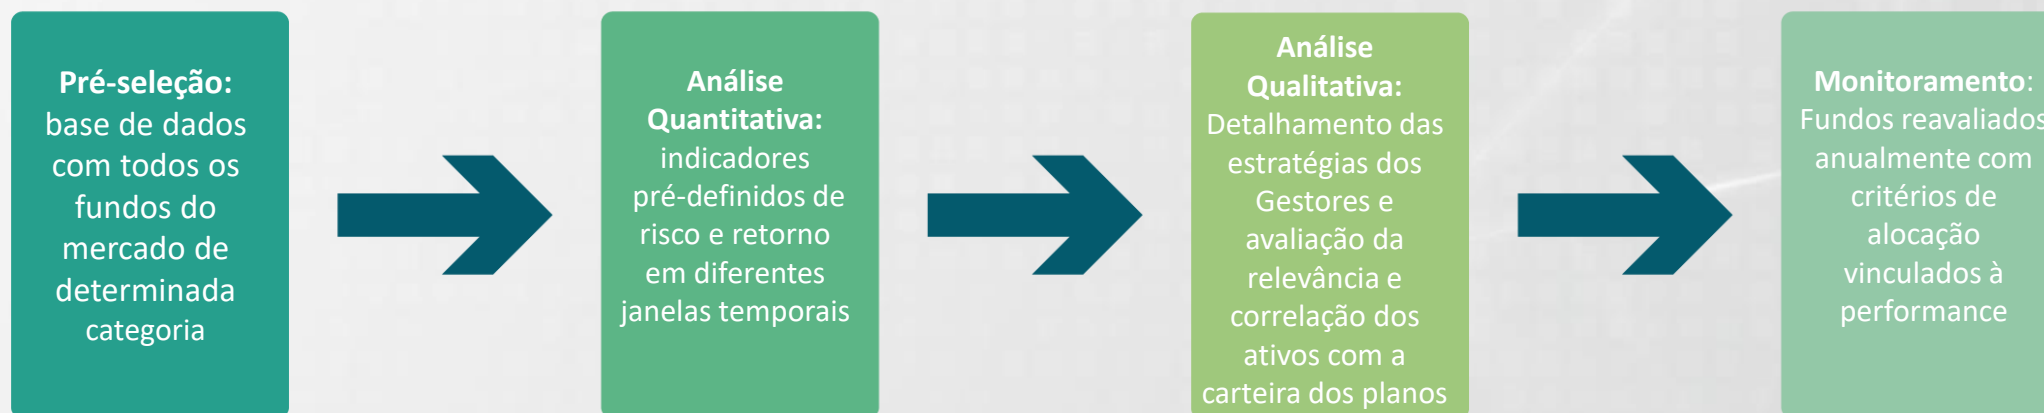 Pré-seleção:
base de dados
com todos os
fundos do
mercado de
determinada
categoria
Análise
Quantitativa:
indicadores
pré-definidos de
risco e retorno
em diferentes
janelas temporais
Análise
Qualitativa:
Detalhamento das
estratégias dos
Gestores e
avaliação da
relevância e
correlação dos
ativos com a
carteira dos planos
Monitoramento:
Fundos reavaliados
anualmente com
critérios de
alocação
vinculados à
performance